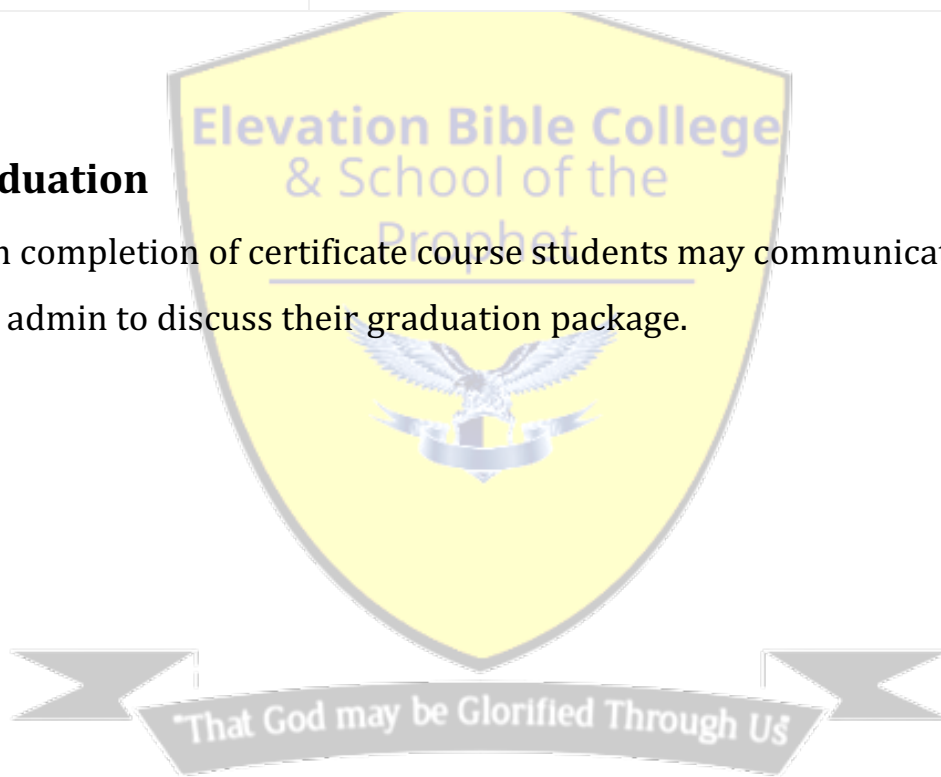 Elevation Bible College
duation
& School of the
Prophet
n completion of certificate course students may communicat
admin to discuss their graduation package.
"That God may be Glorified Through Us"